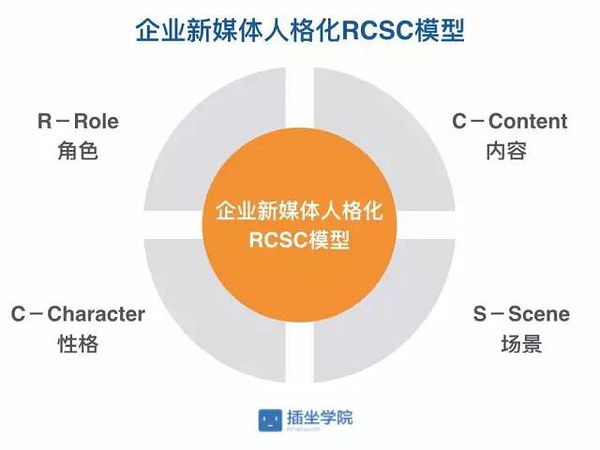 企业新媒体人格化RCSC模型
R－Role
角色
C－Content
内容
企业新媒体人格化
RCSC模型
C－Character
性格
S－Scene
场景
插坐学院